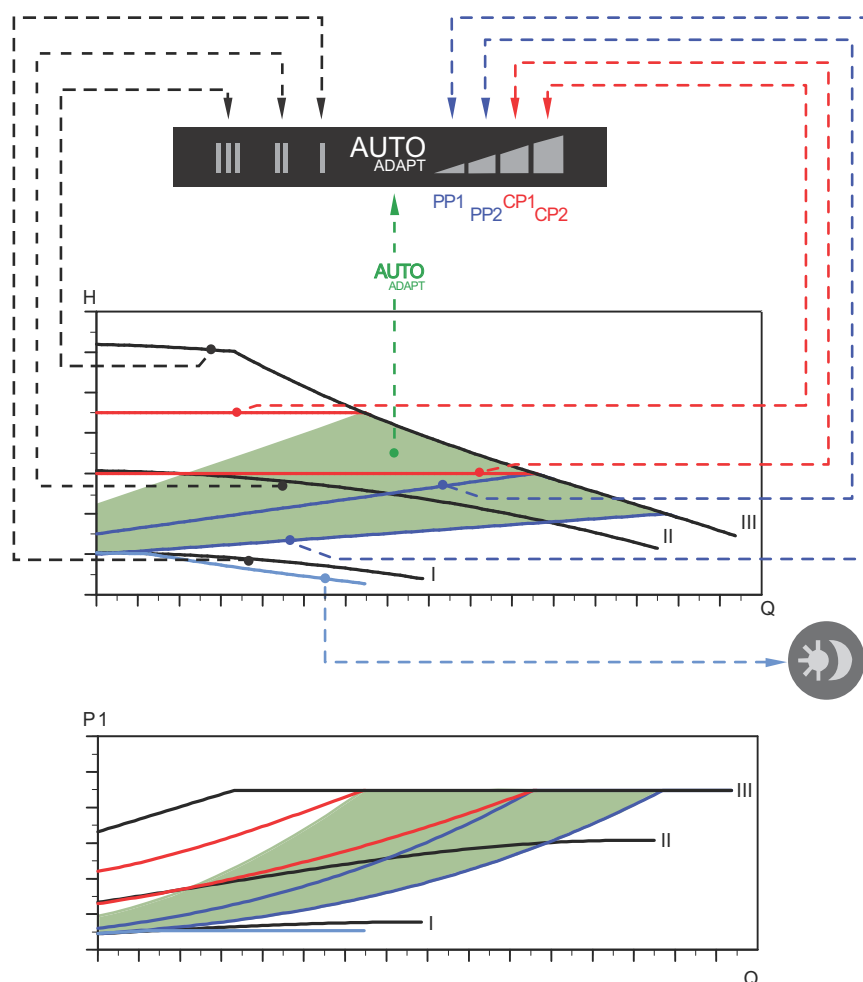 III II I AUTO
ADAPT
PP1 PP2 CP1 CP2
AUTO
ADAPT
H
III
II
I
Q
P1
III
II
I
Q